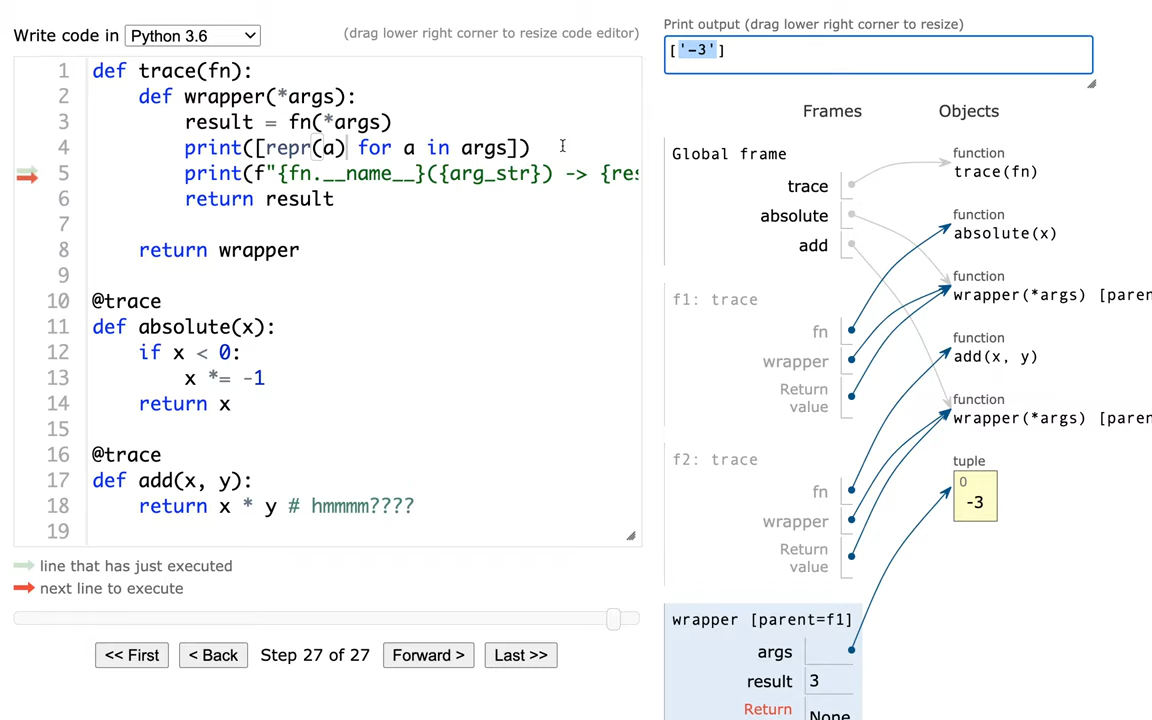 Write code in Python 3.6
(drag lower right corner to resize code editor)
1 def trace(fn):
2     def wrapper(*args):
3         result = fn(*args)
4         print([repr(a) for a in args])
5         print(f"{fn.__name__}({arg_str}) -> {res
6         return result
7
8     return wrapper
9
10 @trace
11 def absolute(x):
12     if x < 0:
13         x *= -1
14     return x
15
16 @trace
17 def add(x, y):
18     return x * y # hmmmm????
19
line that has just executed
next line to execute
<< First
< Back
Step 27 of 27
Forward >
Last >>
Print output (drag lower right corner to resize)
['-3']
Frames
Objects
Global frame
trace
absolute
add
f1: trace
fn
wrapper
Return
value
f2: trace
fn
wrapper
Return
value
wrapper [parent=f1]
args
result 3
Return
None
function
trace(fn)
function
absolute(x)
function
wrapper(*args) [paren
function
add(x, y)
function
wrapper(*args) [paren
tuple
0
-3